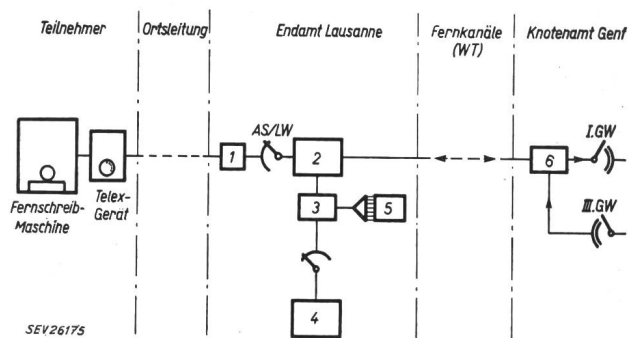 Teilnehmer
Ortsleitung
Endamt Lausanne
Fernkanäle
(WT)
Knotenamt Genf
AS/LW
I.GW
1
2
6
3
5
Fernschreib-
Maschine
Telex-
Gerät
III.GW
4
SEV26175